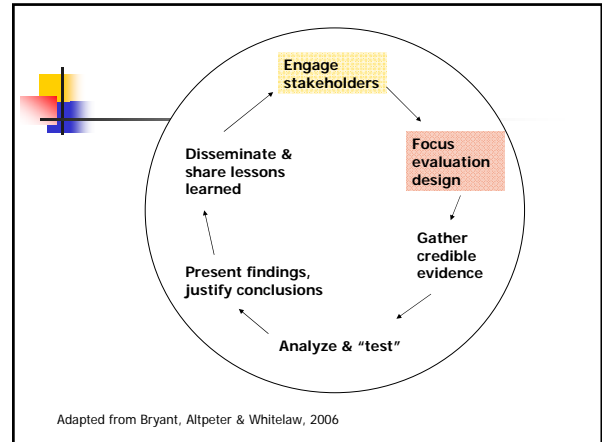 Engage
stakeholders
Focus
evaluation
design
Gather
credible
evidence
Analyze & “test”
Present findings,
justify conclusions
Disseminate &
share lessons
learned
Adapted from Bryant, Altpeter & Whitelaw, 2006